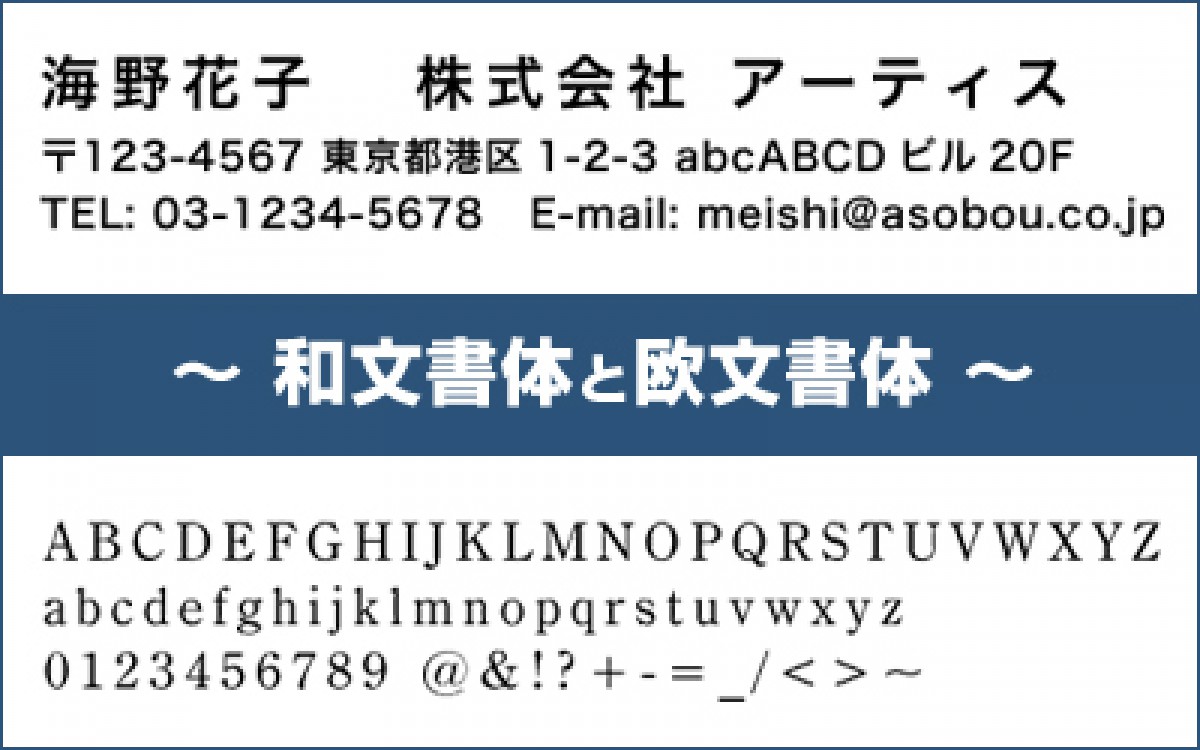 海野花子　株式会社 アーティス
〒123-4567 東京都港区 1-2-3 abcABCD ビル 20F
TEL: 03-1234-5678　E-mail: meishi@asobou.co.jp
～ 和文書体と欧文書体 ～
ABCDEFGHIJKLMNOPQRSTUVWXYZ
abcdefghijklmnopqrstuvwxyz
0123456789 @&!?+-=_/<>~